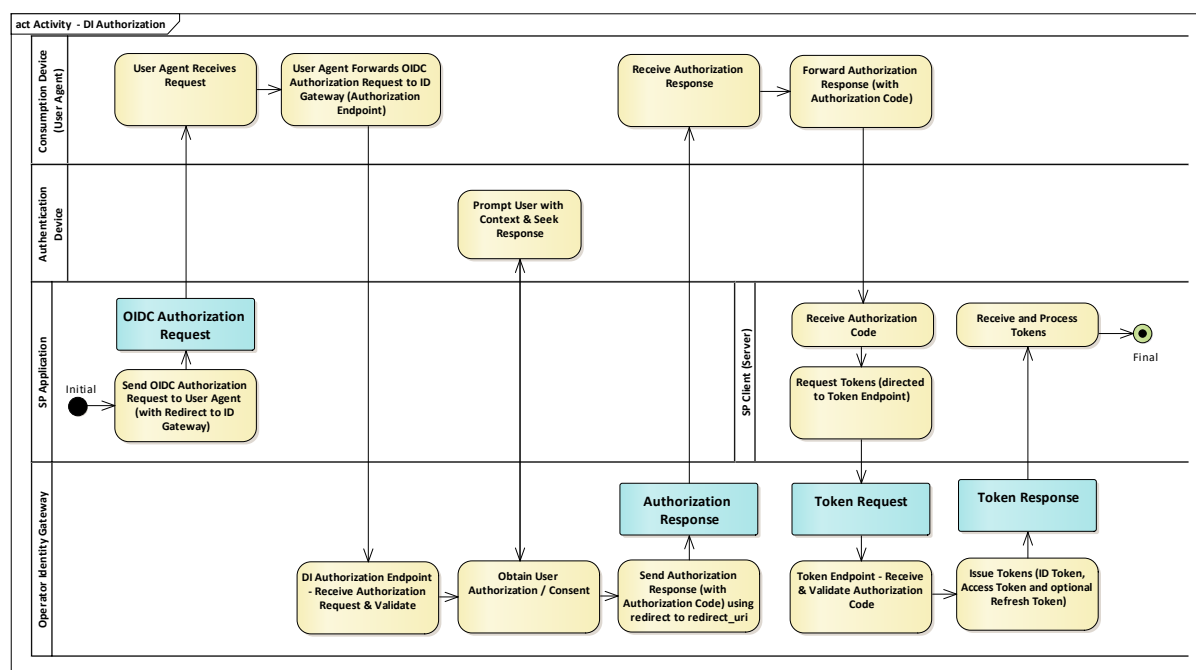 act Activity - DI Authorization
Consumption Device
(User Agent)
User Agent Receives
Request
User Agent Forwards OIDC
Authorization Request to ID
Gateway (Authorization
Endpoint)
Receive Authorization
Response
Forward Authorization
Response (with
Authorization Code)
Authentication
Device
Prompt User with
Context & Seek
Response
SP Application
OIDC Authorization
Request
Initial
Send OIDC Authorization
Request to User Agent
(with Redirect to ID
Gateway)
SP Client (Server)
Receive Authorization
Code
Request Tokens (directed
to Token Endpoint)
Receive and Process
Tokens
Final
Operator Identity Gateway
Authorization
Response
Token Request
Token Response
DI Authorization Endpoint
- Receive Authorization
Request & Validate
Obtain User
Authorization / Consent
Send Authorization
Response (with
Authorization Code) using
redirect to redirect_uri
Token Endpoint - Receive
& Validate Authorization
Code
Issue Tokens (ID Token,
Access Token and optional
Refresh Token)